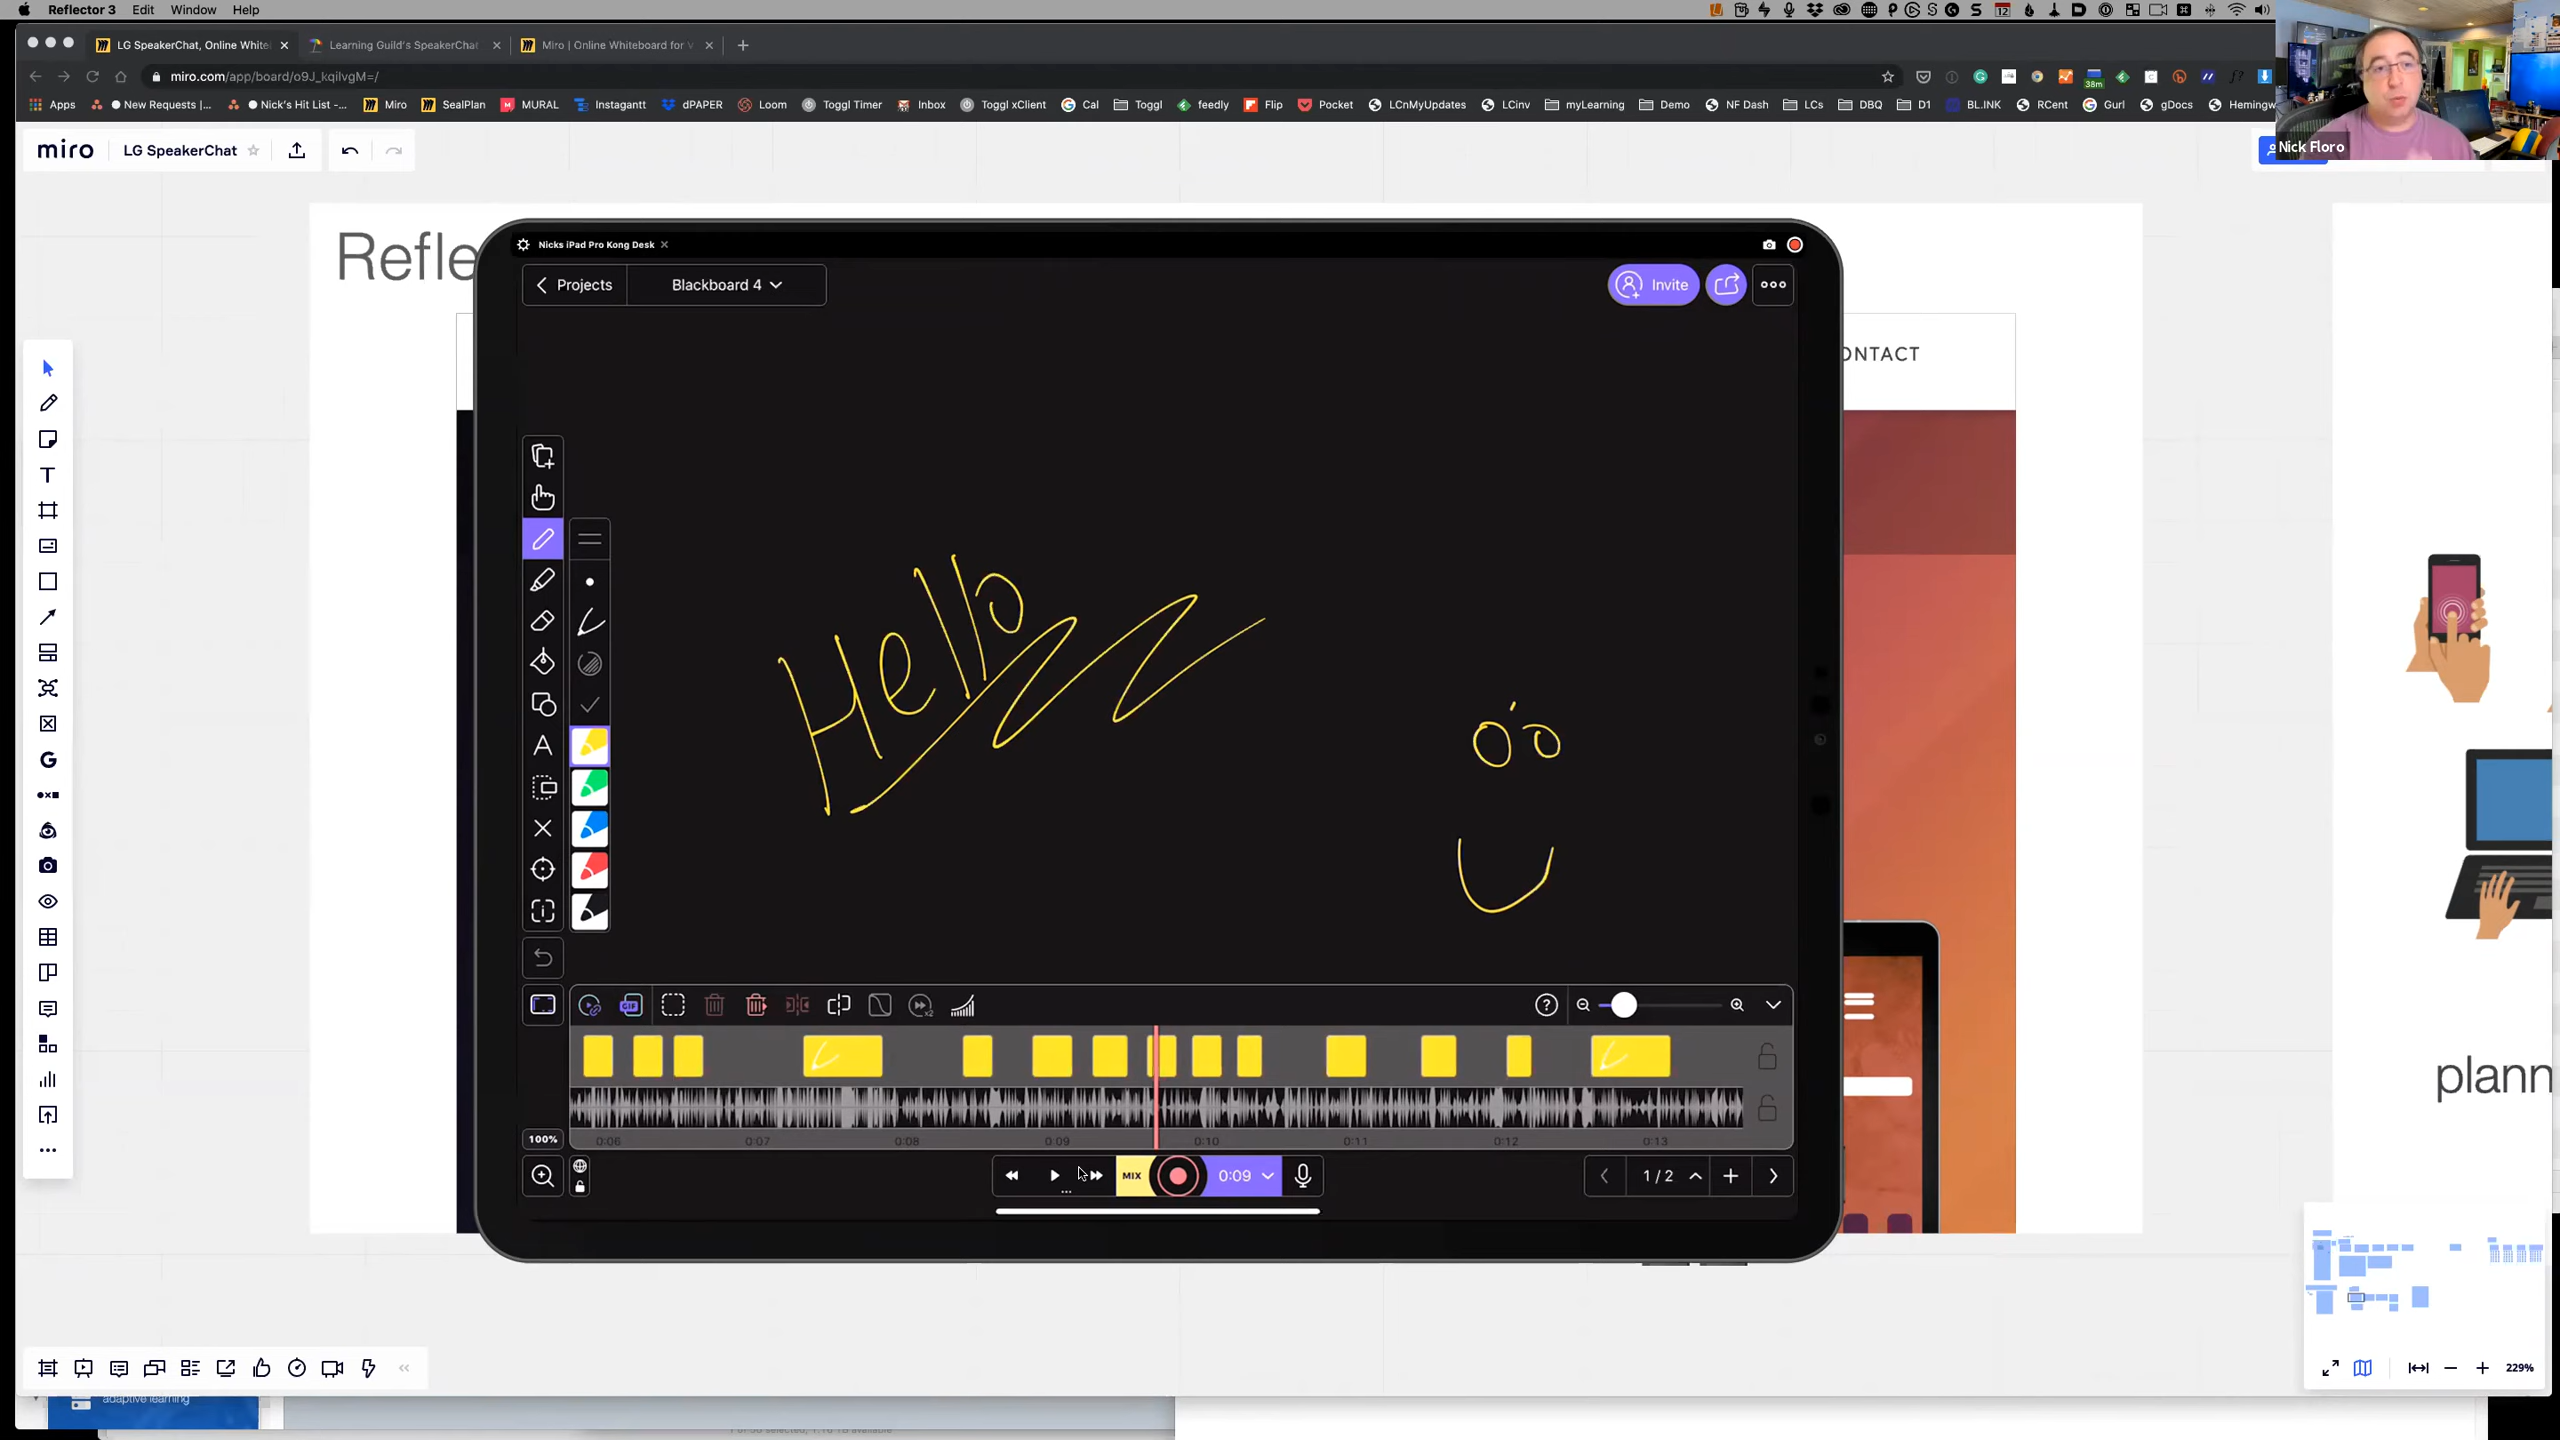 Reflector 3 Edit Window Help
LG SpeakerChat, Online White Learning Guild's SpeakerChat Miro | Online Whiteboard for V
miro.com/app/board/o9J_kqilvgM=/
Apps New Requests |... Nick's Hit List -... Miro SealPlan MURAL Instagantt dPAPER Loom Toggl Timer Inbox Toggl xClient Cal Toggl feedly Flip Pocket LCnMyUpdates LCinv myLearning Demo NF Dash LCs DBQ D1 BL.INK RCent Gurl gDocs Hemingw
38m
12
Nick Floro
miro LG SpeakerChat
Refle
Nicks iPad Pro Kong Desk
Projects Blackboard 4 Invite
ONTACT
Hello
GIF
x2
0:06 0:07 0:08 0:09 0:10 0:11 0:12 0:13
100%
MIX 0:09 1 / 2
plann
229%
adaptive learning